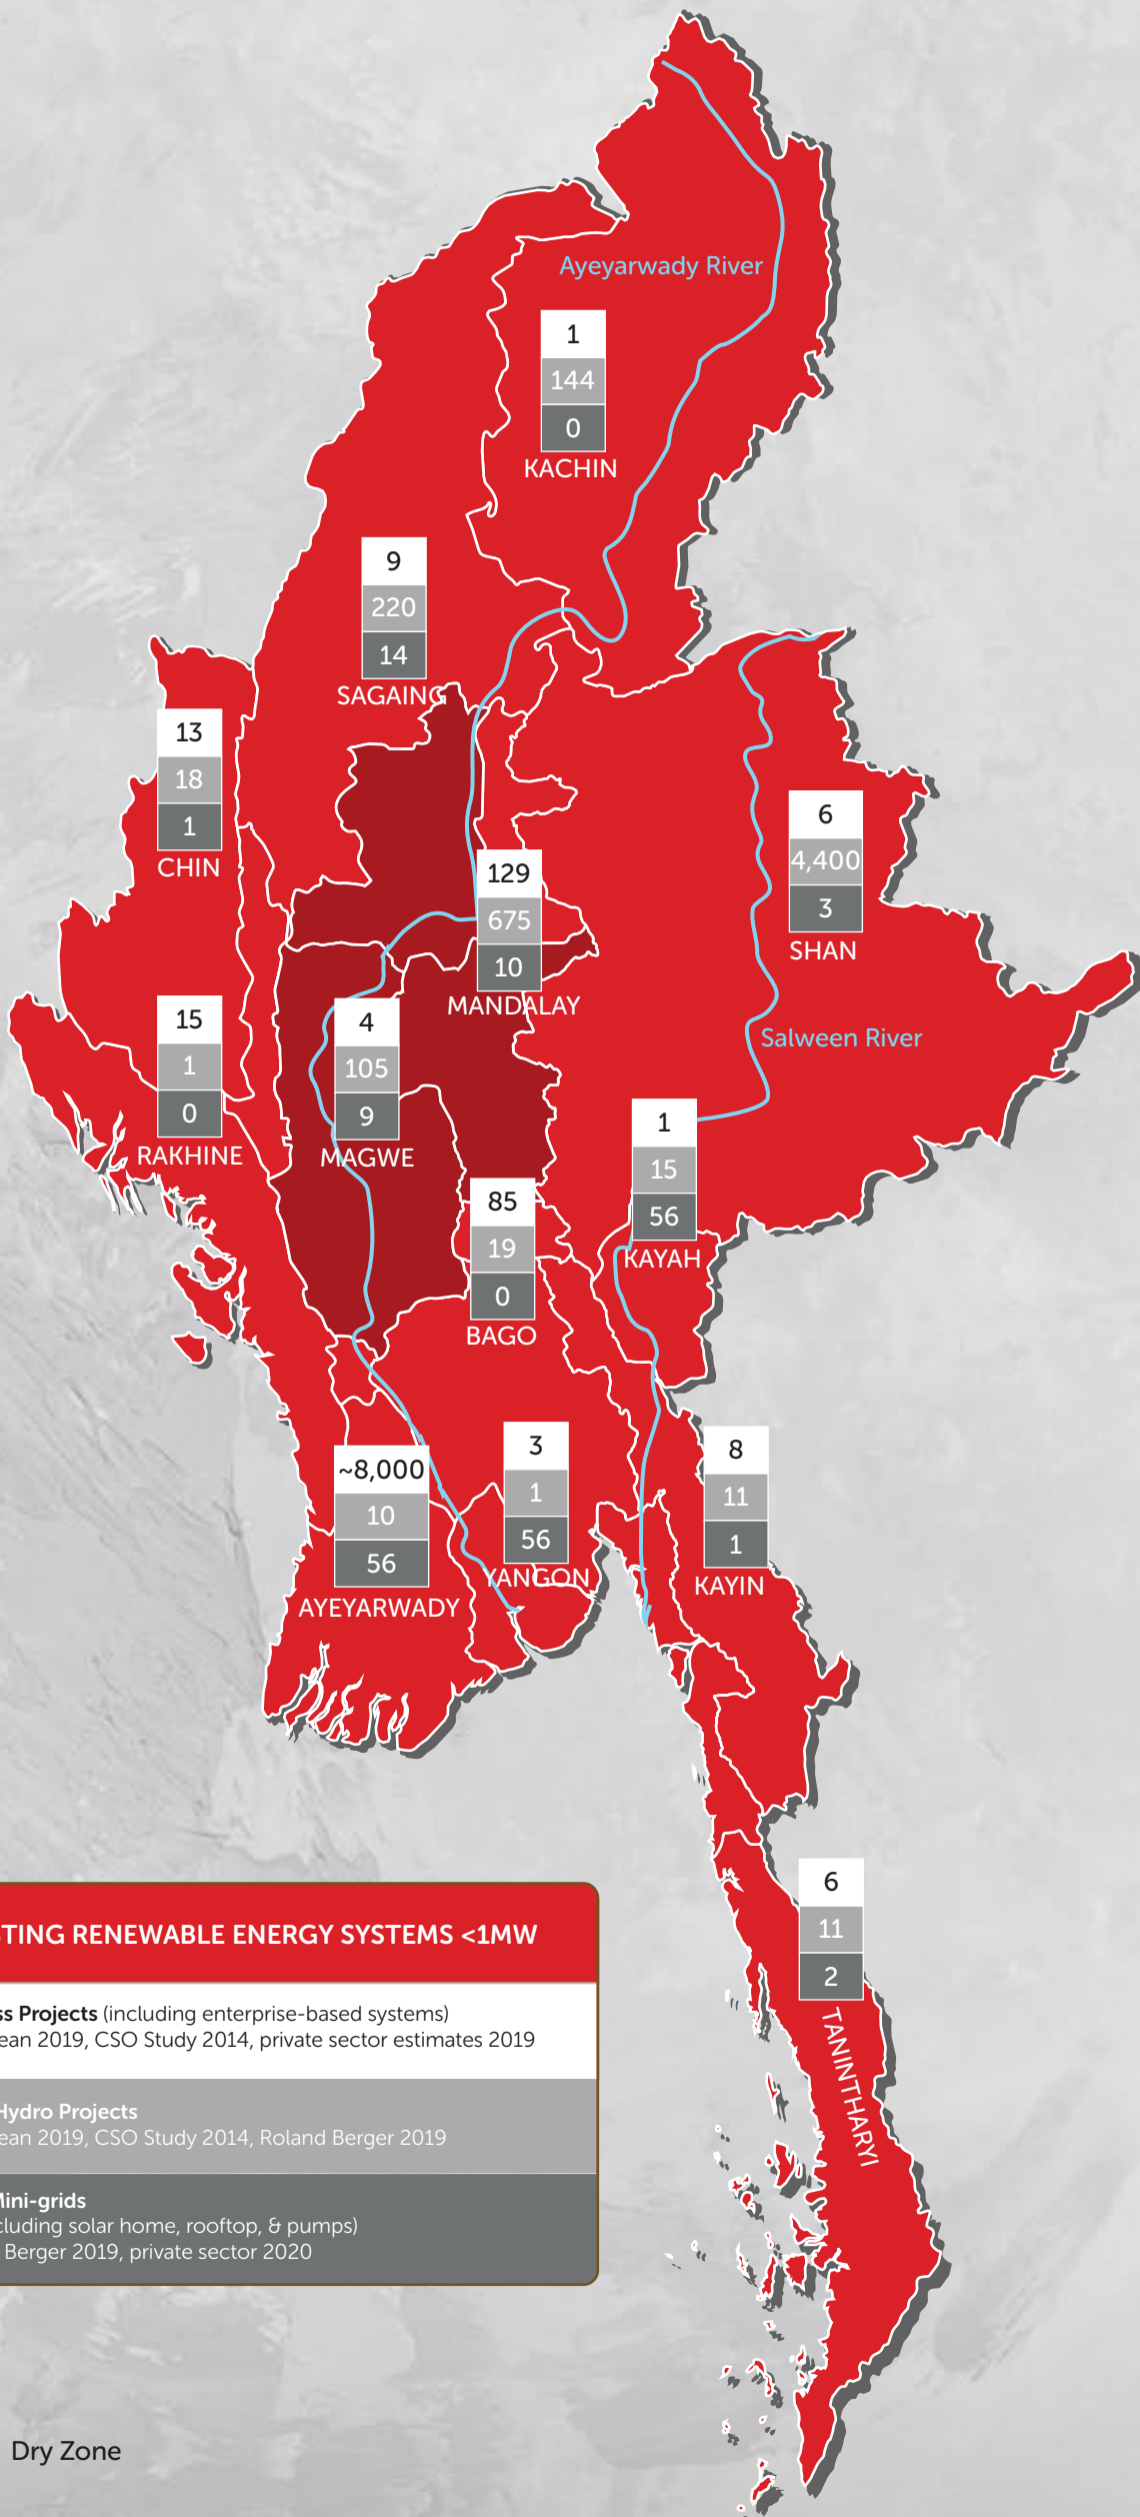 Ayeyarwady River
1
144
0
KACHIN
9
220
14
SAGAING
13
18
1
CHIN
6
4,400
3
SHAN
129
675
10
MANDALAY
15
1
0
RAKHINE
4
105
9
MAGWE
Salween River
1
15
56
KAYAH
85
19
0
BAGO
~8,000
10
56
AYEYARWADY
3
1
56
YANGON
8
11
1
KAYIN
6
11
2
TANINTHARYI
TING RENEWABLE ENERGY SYSTEMS <1MW
ss Projects (including enterprise-based systems)
ean 2019, CSO Study 2014, private sector estimates 2019
Hydro Projects
ean 2019, CSO Study 2014, Roland Berger 2019
Mini-grids
cluding solar home, rooftop, & pumps)
Berger 2019, private sector 2020
Dry Zone